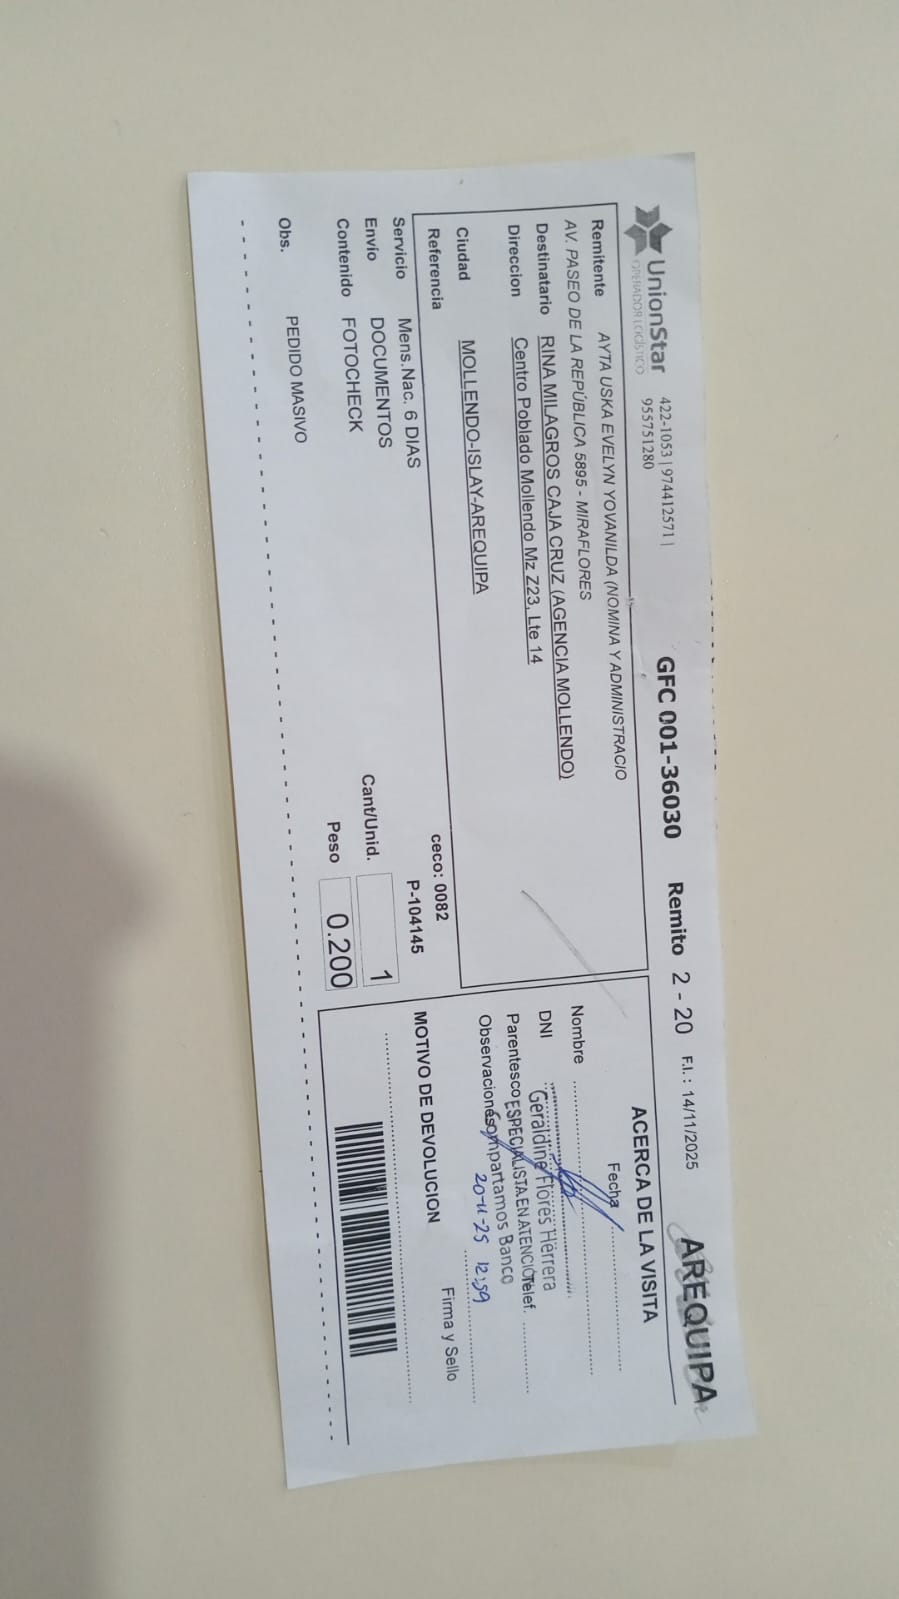 UnionStar
OPERADOR LOGÍSTICO
422-1053 | 974412571 |
955751280
GFC 001-36030 Remito 2 - 20 F.I.: 14/11/2025 AREQUIPA
Remitente AYTA USKA EVELYN YOVANILDA (NOMINA Y ADMINISTRACIO
AV. PASEO DE LA REPÚBLICA 5895 - MIRAFLORES
Destinatario RINA MILAGROS CAJA CRUZ (AGENCIA MOLLENDO)
Direccion Centro Poblado Mollendo Mz Z23, Lte 14
Ciudad MOLLENDO-ISLAY-AREQUIPA
Referencia
ceco: 0082
Servicio Mens.Nac. 6 DIAS P-104145
Envío DOCUMENTOS Cant/Unid. 1
Contenido FOTOCHECK Peso 0.200
Obs. PEDIDO MASIVO
ACERCA DE LA VISITA
Fecha
Nombre
DNI
Geraldine Flores Herrera
Parentesco ESPECIALISTA EN ATENCIÓN Telef.
Observaciones Compartamos Banco
20-11-25 12:59
Firma y Sello
MOTIVO DE DEVOLUCION